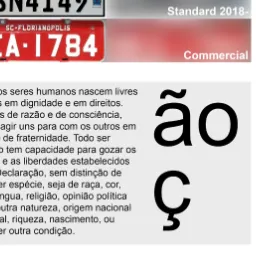 SN4149
Standard 2018-
SC-FLORIANOPOLIS
A-1784
Commercial
os seres humanos nascem livres
s em dignidade e em direitos.
s de razão e de consciência,
agir uns para com os outros em
de fraternidade. Todo ser
o tem capacidade para gozar os
e as liberdades estabelecidos
Declaração, sem distinção de
er espécie, seja de raça, cor,
ngua, religião, opinião política
outra natureza, origem nacional
al, riqueza, nascimento, ou
er outra condição.
ão
ç